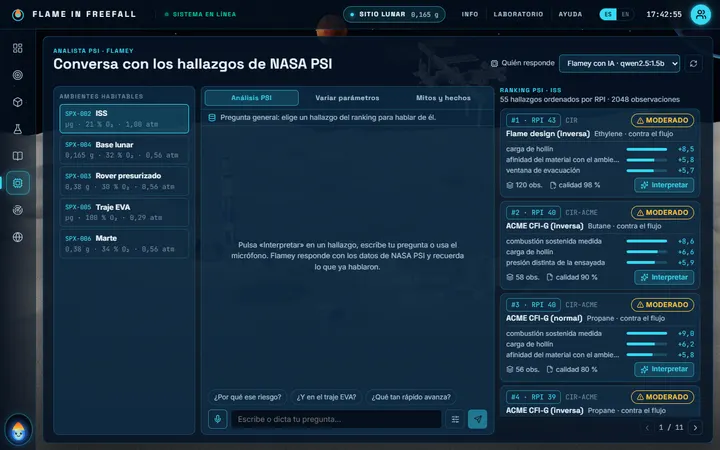 FLAME IN FREEFALL
SISTEMA EN LÍNEA
SITIO LUNAR 0,165 g
INFO
LABORATORIO
AYUDA
ES EN
17:42:55
ANALISTA PSI · FLAMEY
Conversa con los hallazgos de NASA PSI
Quién responde
Flamey con IA · qwen2.5:1.5b
AMBIENTES HABITABLES
SPX-002 ISS
µg · 21 % O₂ · 1,00 atm
SPX-004 Base lunar
0,165 g · 32 % O₂ · 0,56 atm
SPX-003 Rover presurizado
0,38 g · 30 % O₂ · 0,56 atm
SPX-005 Traje EVA
µg · 100 % O₂ · 0,29 atm
SPX-006 Marte
0,38 g · 34 % O₂ · 0,56 atm
Análisis PSI
Variar parámetros
Mitos y hechos
Pregunta general: elige un hallazgo del ranking para hablar de él.
Pulsa «Interpretar» en un hallazgo, escribe tu pregunta o usa el
micrófono. Flamey responde con los datos de NASA PSI y recuerda
lo que ya hablaron.
¿Por qué ese riesgo?
¿Y en el traje EVA?
¿Qué tan rápido avanza?
Escribe o dicta tu pregunta...
RANKING PSI · ISS
55 hallazgos ordenados por RPI · 2048 observaciones
#1 · RPI 43 CIR MODERADO
Flame design (inversa) Ethylene · contra el flujo
carga de hollín +8,5
afinidad del material con el ambie... +5,8
ventana de evacuación +5,7
120 obs. calidad 98 % Interpretar
#2 · RPI 40 CIR-ACME MODERADO
ACME CFI-G (inversa) Butane · contra el flujo
combustión sostenida medida +8,6
carga de hollín +6,6
presión distinta de la ensayada +5,9
58 obs. calidad 90 % Interpretar
#3 · RPI 40 CIR-ACME MODERADO
ACME CFI-G (normal) Propane · contra el flujo
combustión sostenida medida +9,0
carga de hollín +6,2
afinidad del material con el ambie... +5,8
56 obs. calidad 80 % Interpretar
#4 · RPI 39 CIR-ACME MODERADO
ACME CFI-G (inversa) Propane · contra el flujo
1 / 11